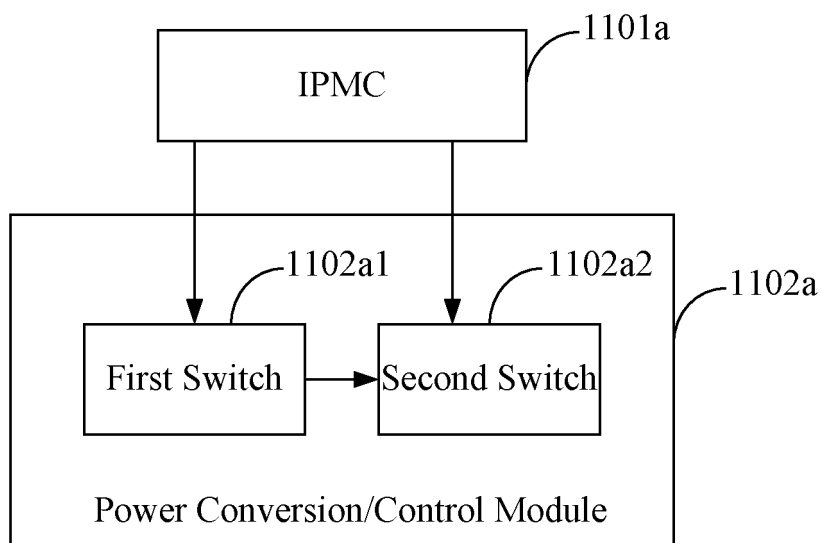 1101a
IPMC
1102a1
1102a2
1102a
First Switch
Second Switch
Power Conversion/Control Module